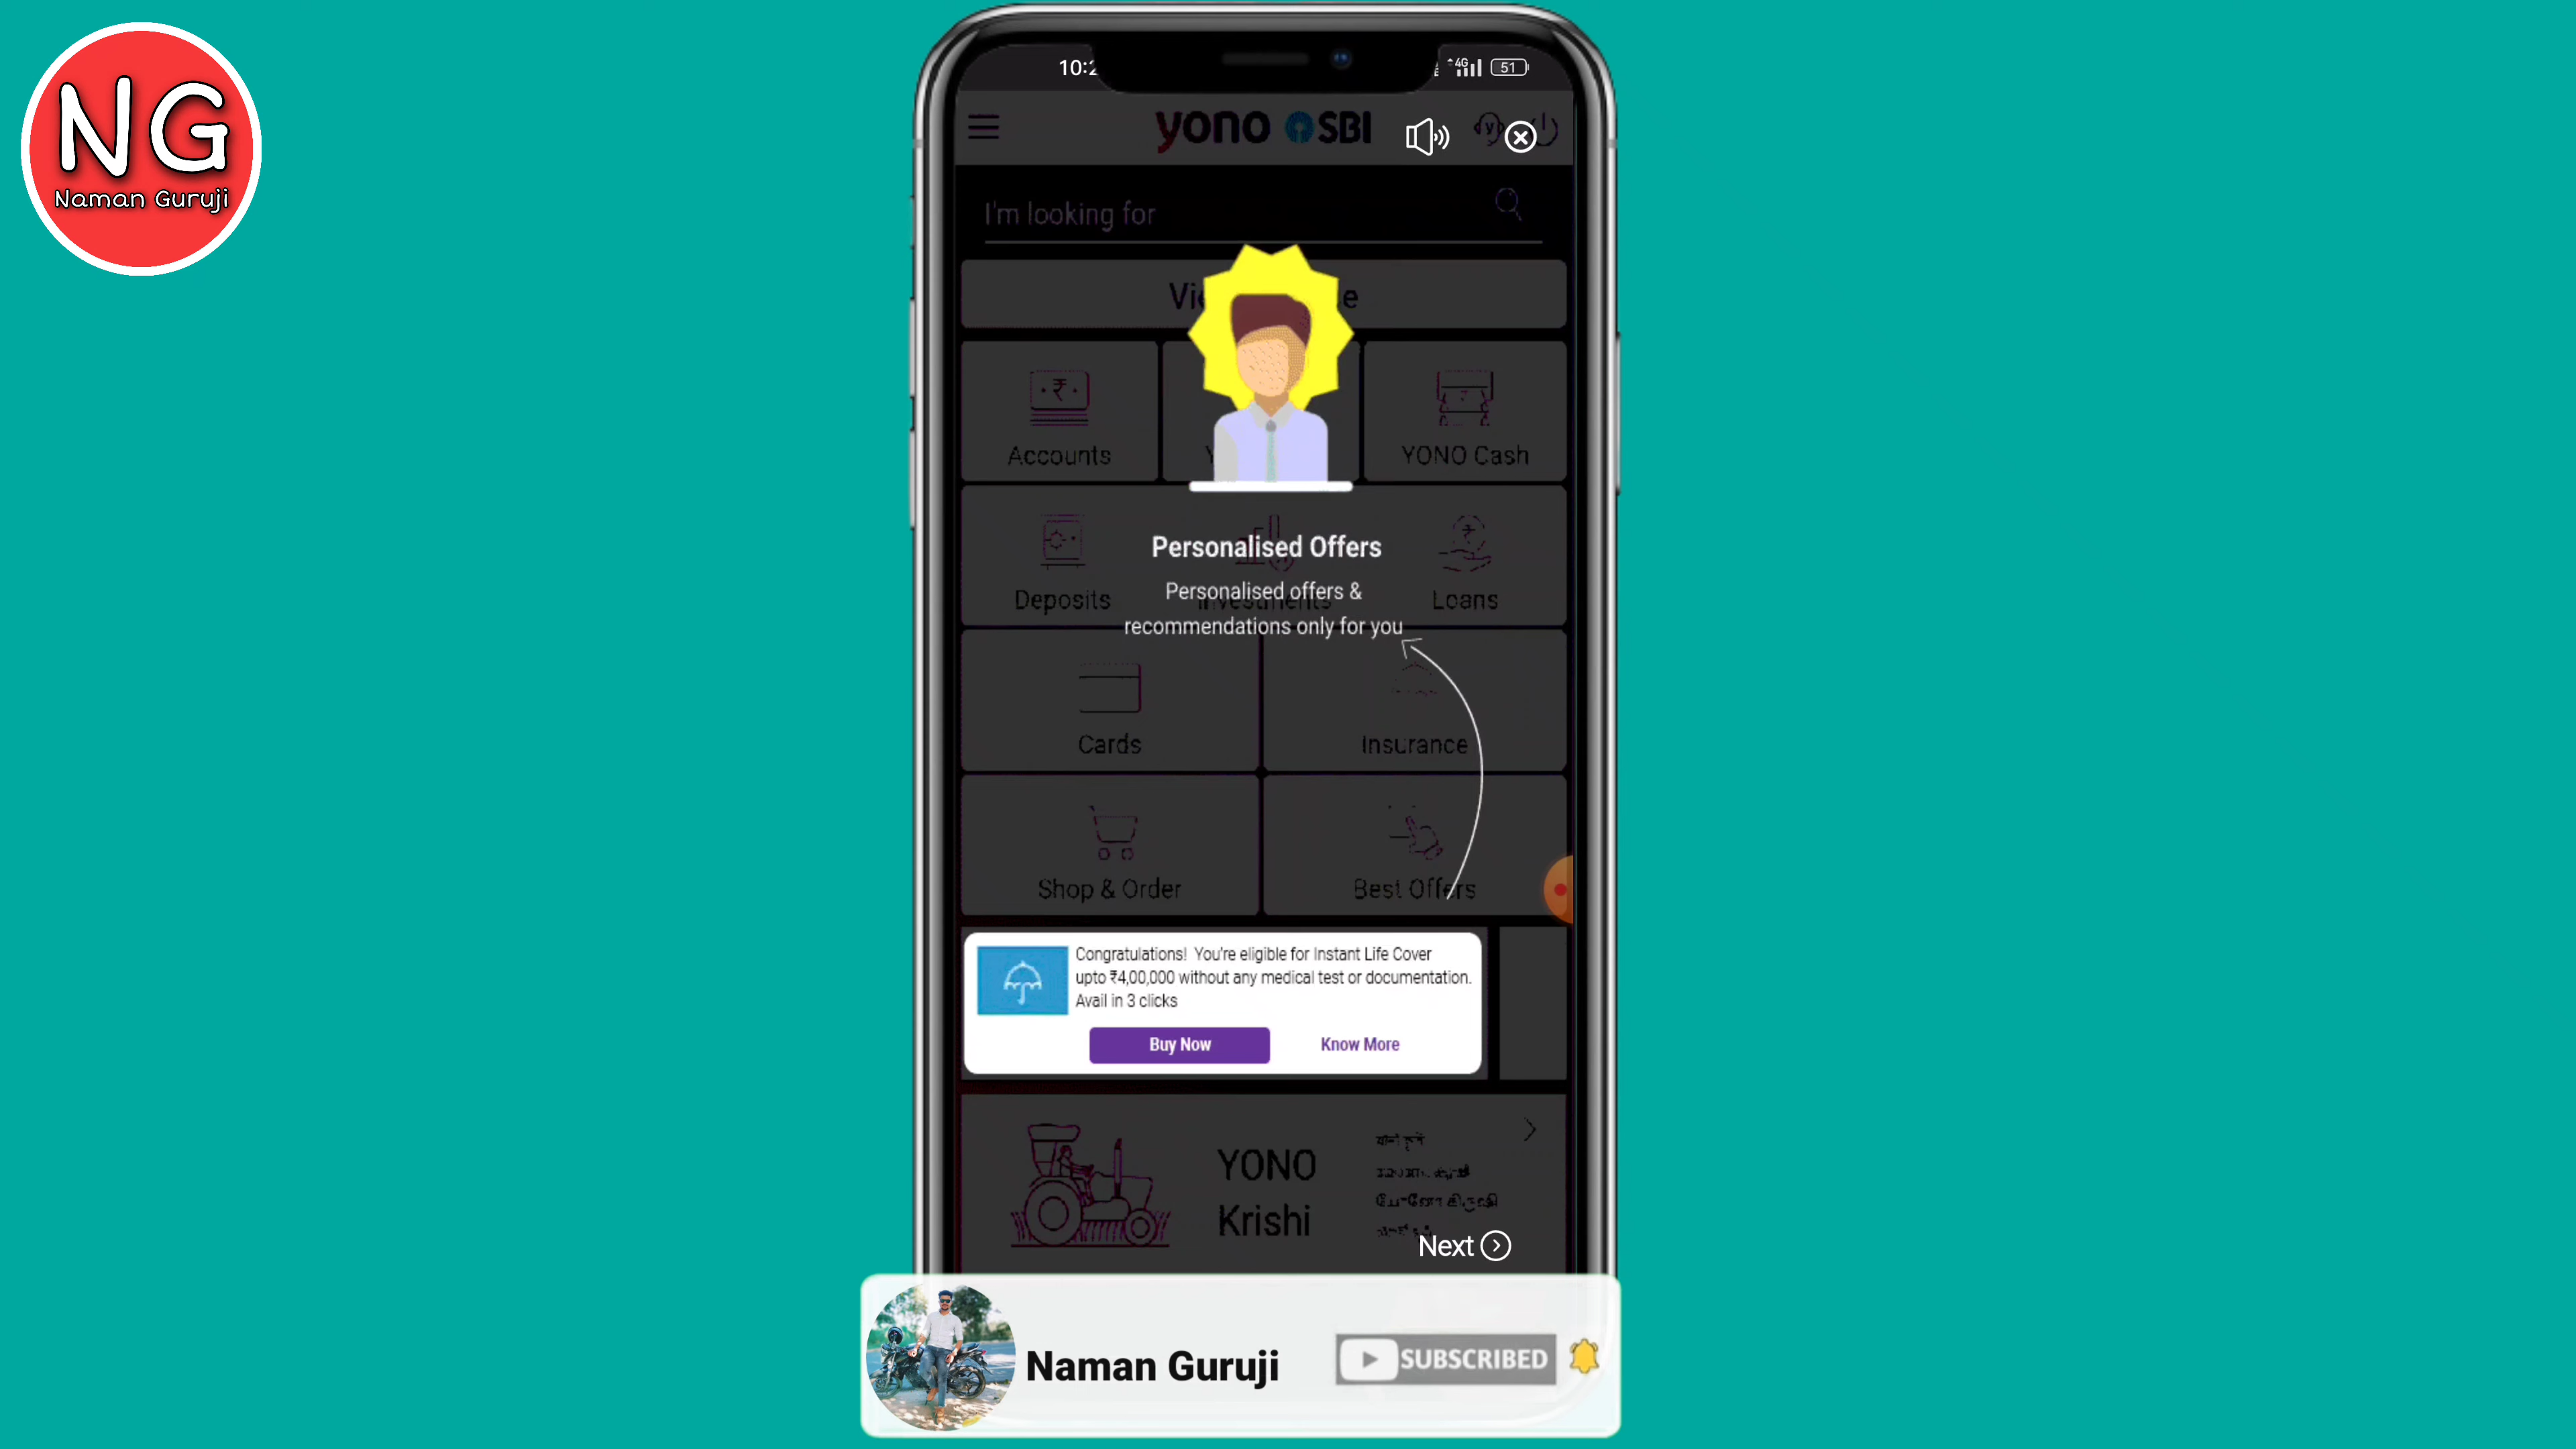 NG
Naman Guruji
10:2
4G
51
yono SBI
I'm looking for
Accounts
YONO Cash
Personalised Offers
Personalised offers &
Deposits
Investments
Loans
recommendations only for you
Cards
Insurance
Shop & Order
Best Offers
Congratulations! You're eligible for Instant Life Cover
upto ₹4,00,000 without any medical test or documentation.
Avail in 3 clicks
Buy Now
Know More
YONO
Krishi
Next
Naman Guruji
SUBSCRIBED